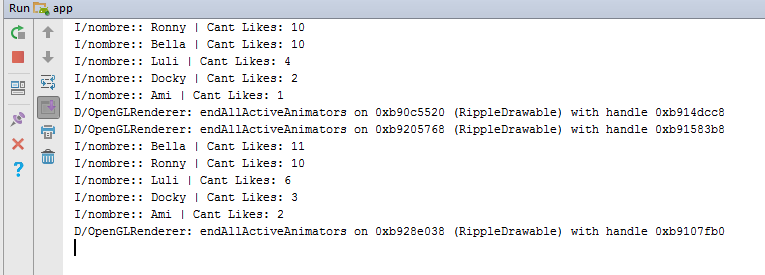 Run app
I/nombre:: Ronny | Cant Likes: 10
I/nombre:: Bella | Cant Likes: 10
I/nombre:: Luli | Cant Likes: 4
I/nombre:: Docky | Cant Likes: 2
I/nombre:: Ami | Cant Likes: 1
D/OpenGLRenderer: endAllActiveAnimators on 0xb90c5520 (RippleDrawable) with handle 0xb914dcc8
D/OpenGLRenderer: endAllActiveAnimators on 0xb9205768 (RippleDrawable) with handle 0xb91583b8
I/nombre:: Bella | Cant Likes: 11
I/nombre:: Ronny | Cant Likes: 10
I/nombre:: Luli | Cant Likes: 6
I/nombre:: Docky | Cant Likes: 3
I/nombre:: Ami | Cant Likes: 2
D/OpenGLRenderer: endAllActiveAnimators on 0xb928e038 (RippleDrawable) with handle 0xb9107fb0